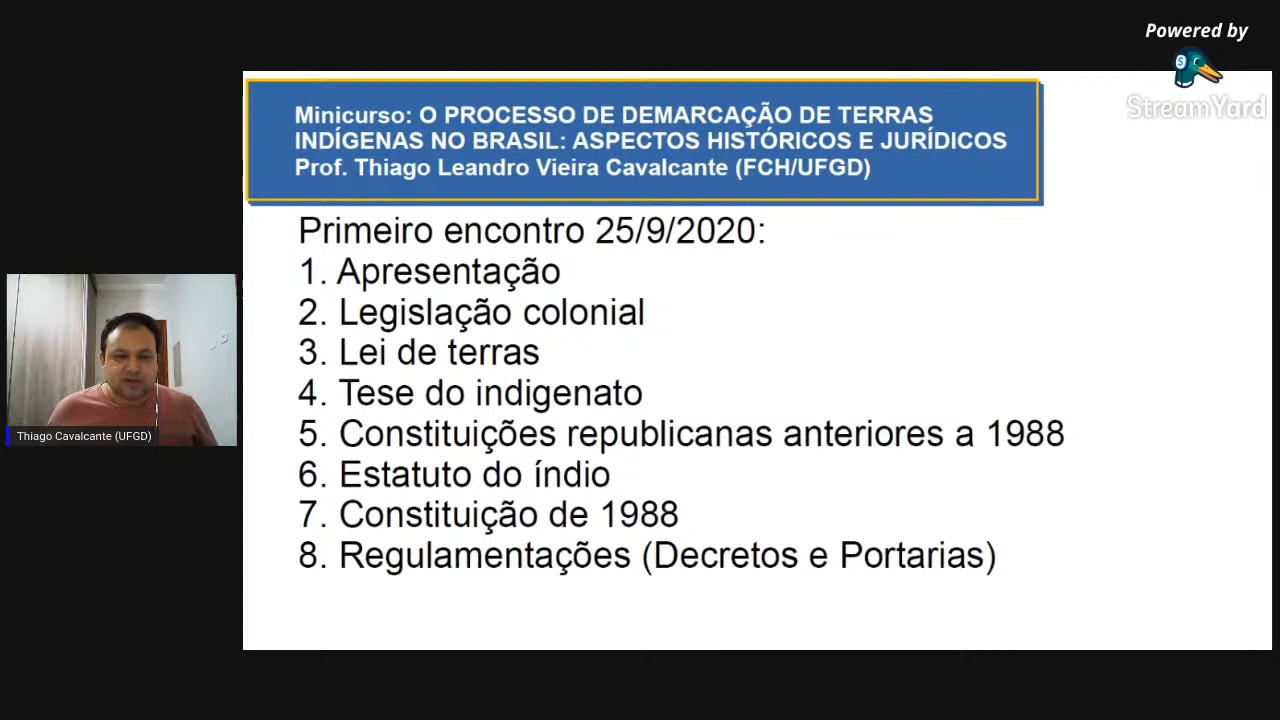 Powered by
StreamYard
Minicurso: O PROCESSO DE DEMARCAÇÃO DE TERRAS
INDÍGENAS NO BRASIL: ASPECTOS HISTÓRICOS E JURÍDICOS
Prof. Thiago Leandro Vieira Cavalcante (FCH/UFGD)
Primeiro encontro 25/9/2020:
1. Apresentação
2. Legislação colonial
3. Lei de terras
4. Tese do indigenato
5. Constituições republicanas anteriores a 1988
6. Estatuto do índio
7. Constituição de 1988
8. Regulamentações (Decretos e Portarias)
Thiago Cavalcante (UFGD)